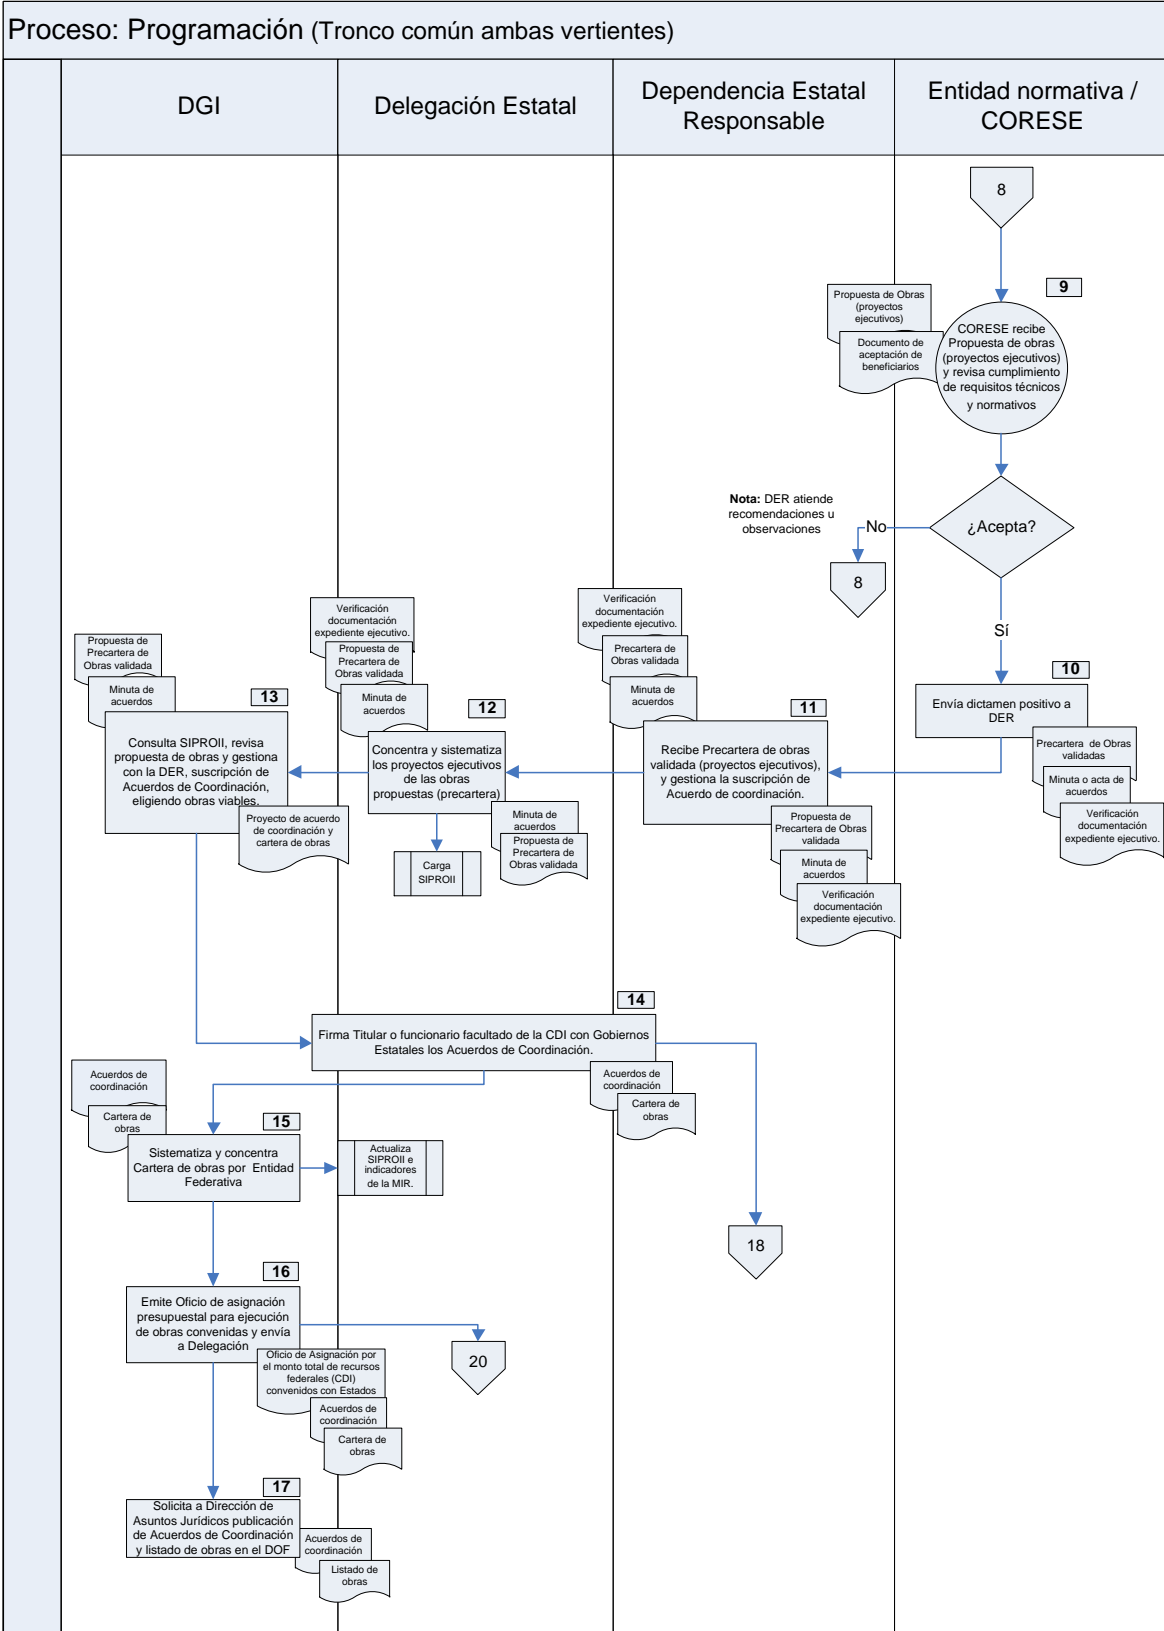 Proceso: Programación (Tronco común ambas vertientes)
DGI
Delegación Estatal
Dependencia Estatal
Responsable
Entidad normativa /
CORESE
8
9
Propuesta de Obras
(proyectos
ejecutivos)
Documento de
aceptación de
beneficiarios
CORESE recibe
Propuesta de obras
(proyectos ejecutivos)
y revisa cumplimiento
de requisitos técnicos
y normativos
Nota: DER atiende
recomendaciones u
observaciones
No
¿Acepta?
8
Sí
10
Envía dictamen positivo a
DER
Precartera de Obras
validadas
Minuta o acta de
acuerdos
Verificación
documentación
expediente ejecutivo.
Verificación
documentación
expediente ejecutivo.
Precartera de
Obras validada
Minuta de
acuerdos
11
Recibe Precartera de obras
validada (proyectos ejecutivos),
y gestiona la suscripción de
Acuerdo de coordinación.
Propuesta de
Precartera de Obras
validada
Minuta de
acuerdos
Verificación
documentación
expediente ejecutivo.
Verificación
documentación
expediente ejecutivo.
Propuesta de
Precartera de
Obras validada
Minuta de
acuerdos
12
Concentra y sistematiza
los proyectos ejecutivos
de las obras
propuestas (precartera)
Minuta de
acuerdos
Propuesta de
Precartera de
Obras validada
Carga
SIPROII
Propuesta de
Precartera de
Obras validada
Minuta de
acuerdos
13
Consulta SIPROII, revisa
propuesta de obras y gestiona
con la DER, suscripción de
Acuerdos de Coordinación,
eligiendo obras viables.
Proyecto de acuerdo
de coordinación y
cartera de obras
14
Firma Titular o funcionario facultado de la CDI con Gobiernos
Estatales los Acuerdos de Coordinación.
Acuerdos de
coordinación
Cartera de
obras
18
Acuerdos de
coordinación
Cartera de
obras
15
Sistematiza y concentra
Cartera de obras por Entidad
Federativa
Actualiza
SIPROII e
indicadores
de la MIR.
16
Emite Oficio de asignación
presupuestal para ejecución
de obras convenidas y envía
a Delegación
20
Oficio de Asignación por
el monto total de recursos
federales (CDI)
convenidos con Estados
Acuerdos de
coordinación
Cartera de
obras
17
Solicita a Dirección de
Asuntos Jurídicos publicación
de Acuerdos de Coordinación
y listado de obras en el DOF
Acuerdos de
coordinación
Listado de
obras